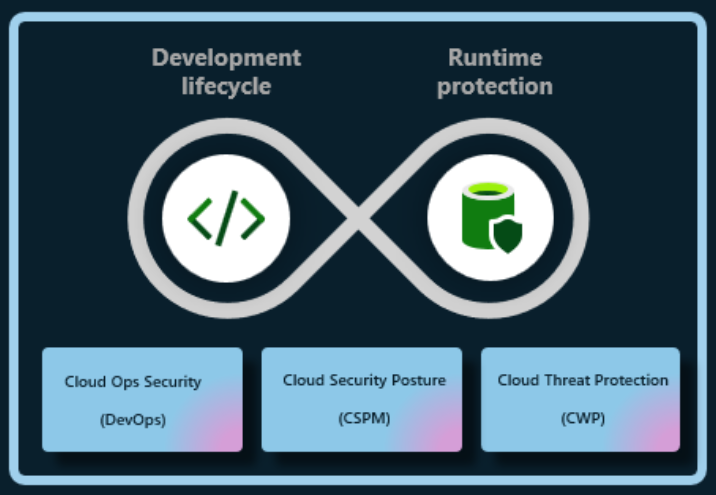 Development
lifecycle
Runtime
protection
Cloud Ops Security
(DevOps)
Cloud Security Posture
(CSPM)
Cloud Threat Protection
(CWP)